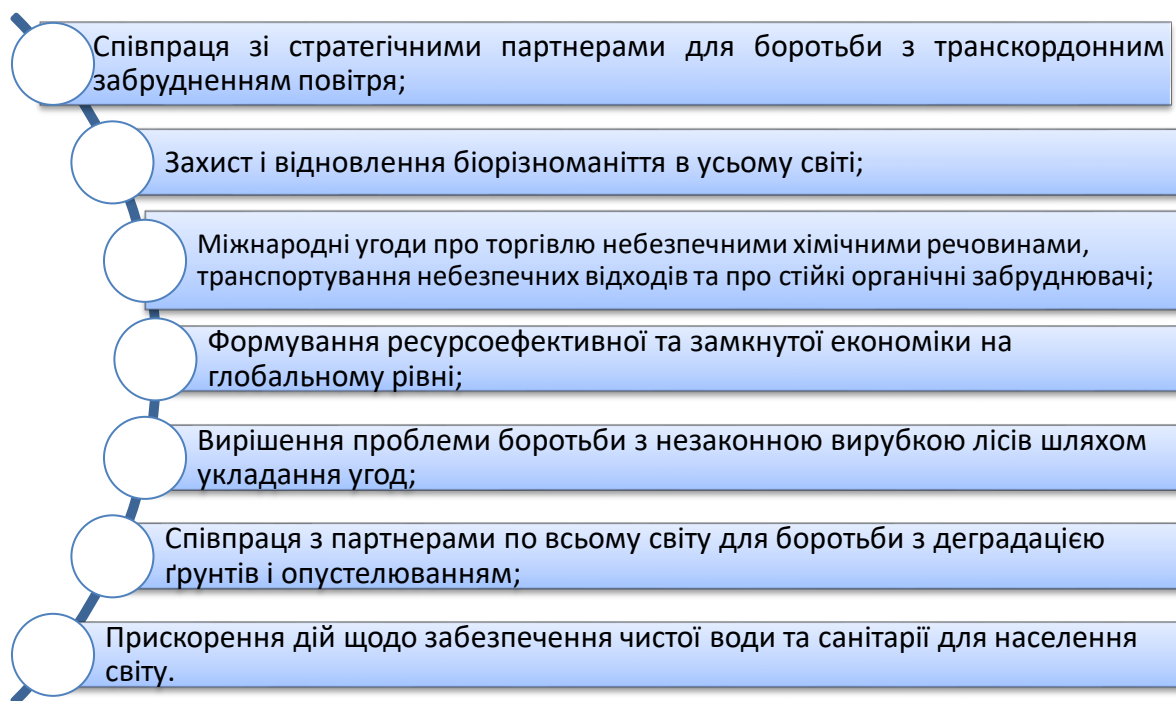 Співпраця зі стратегічними партнерами для боротьби з транскордонним
забрудненням повітря;
Захист і відновлення біорізноманіття в усьому світі;
Міжнародні угоди про торгівлю небезпечними хімічними речовинами,
транспортування небезпечних відходів та про стійкі органічні забруднювачі;
Формування ресурсоефективної та замкнутої економіки на
глобальному рівні;
Вирішення проблеми боротьби з незаконною вирубкою лісів шляхом
укладання угод;
Співпраця з партнерами по всьому світу для боротьби з деградацією
ґрунтів і опустелюванням;
Прискорення дій щодо забезпечення чистої води та санітарії для населення
світу.